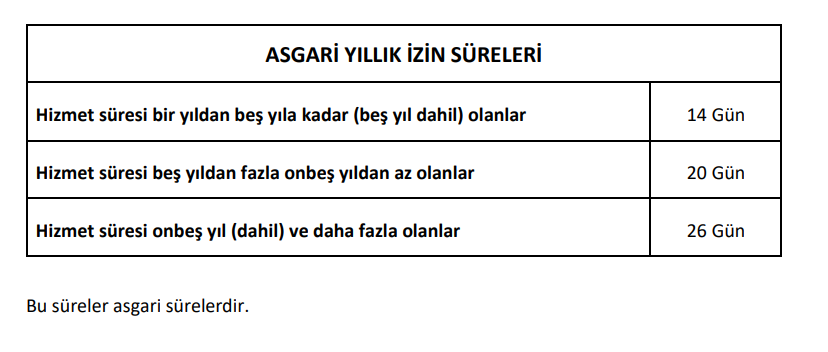 ASGARİ YILLIK İZİN SÜRELERİ
Hizmet süresi bir yıldan beş yıla kadar (beş yıl dahil) olanlar 14 Gün
Hizmet süresi beş yıldan fazla onbeş yıldan az olanlar 20 Gün
Hizmet süresi onbeş yıl (dahil) ve daha fazla olanlar 26 Gün
Bu süreler asgari sürelerdir.